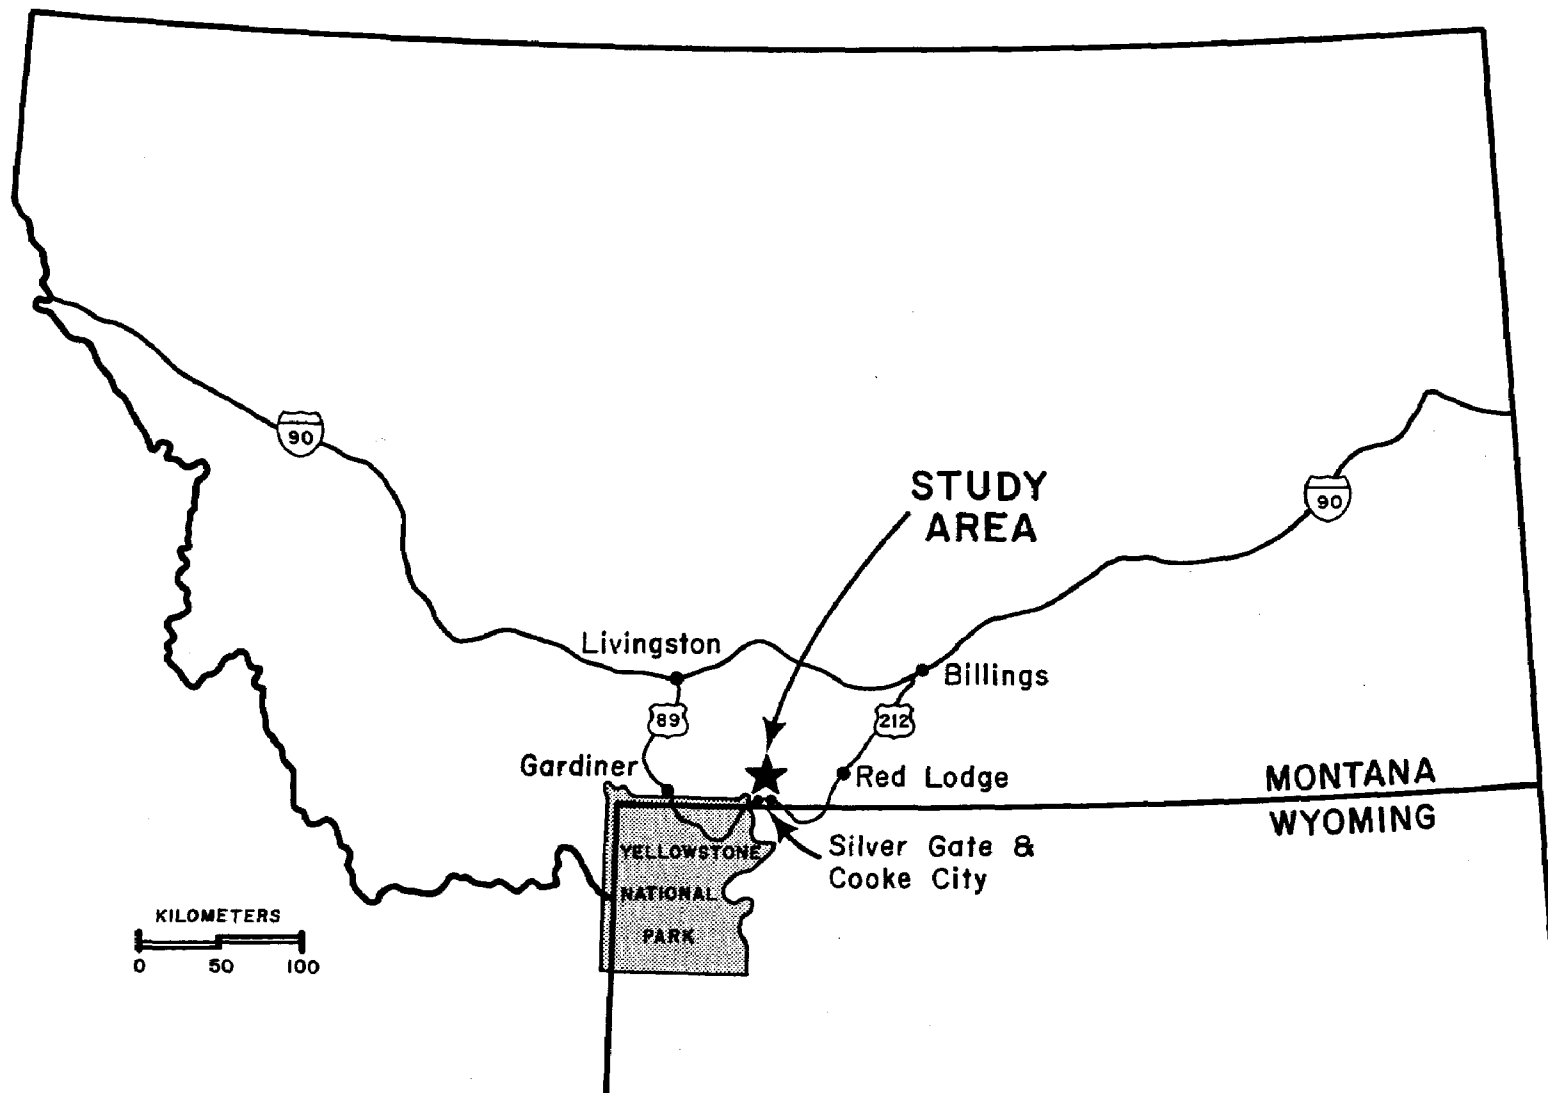 90
STUDY
AREA
90
Livingston
Billings
89
212
Gardiner
Red Lodge
MONTANA
WYOMING
Silver Gate &
Cooke City
YELLOWSTONE
NATIONAL
PARK
KILOMETERS
0 50 100